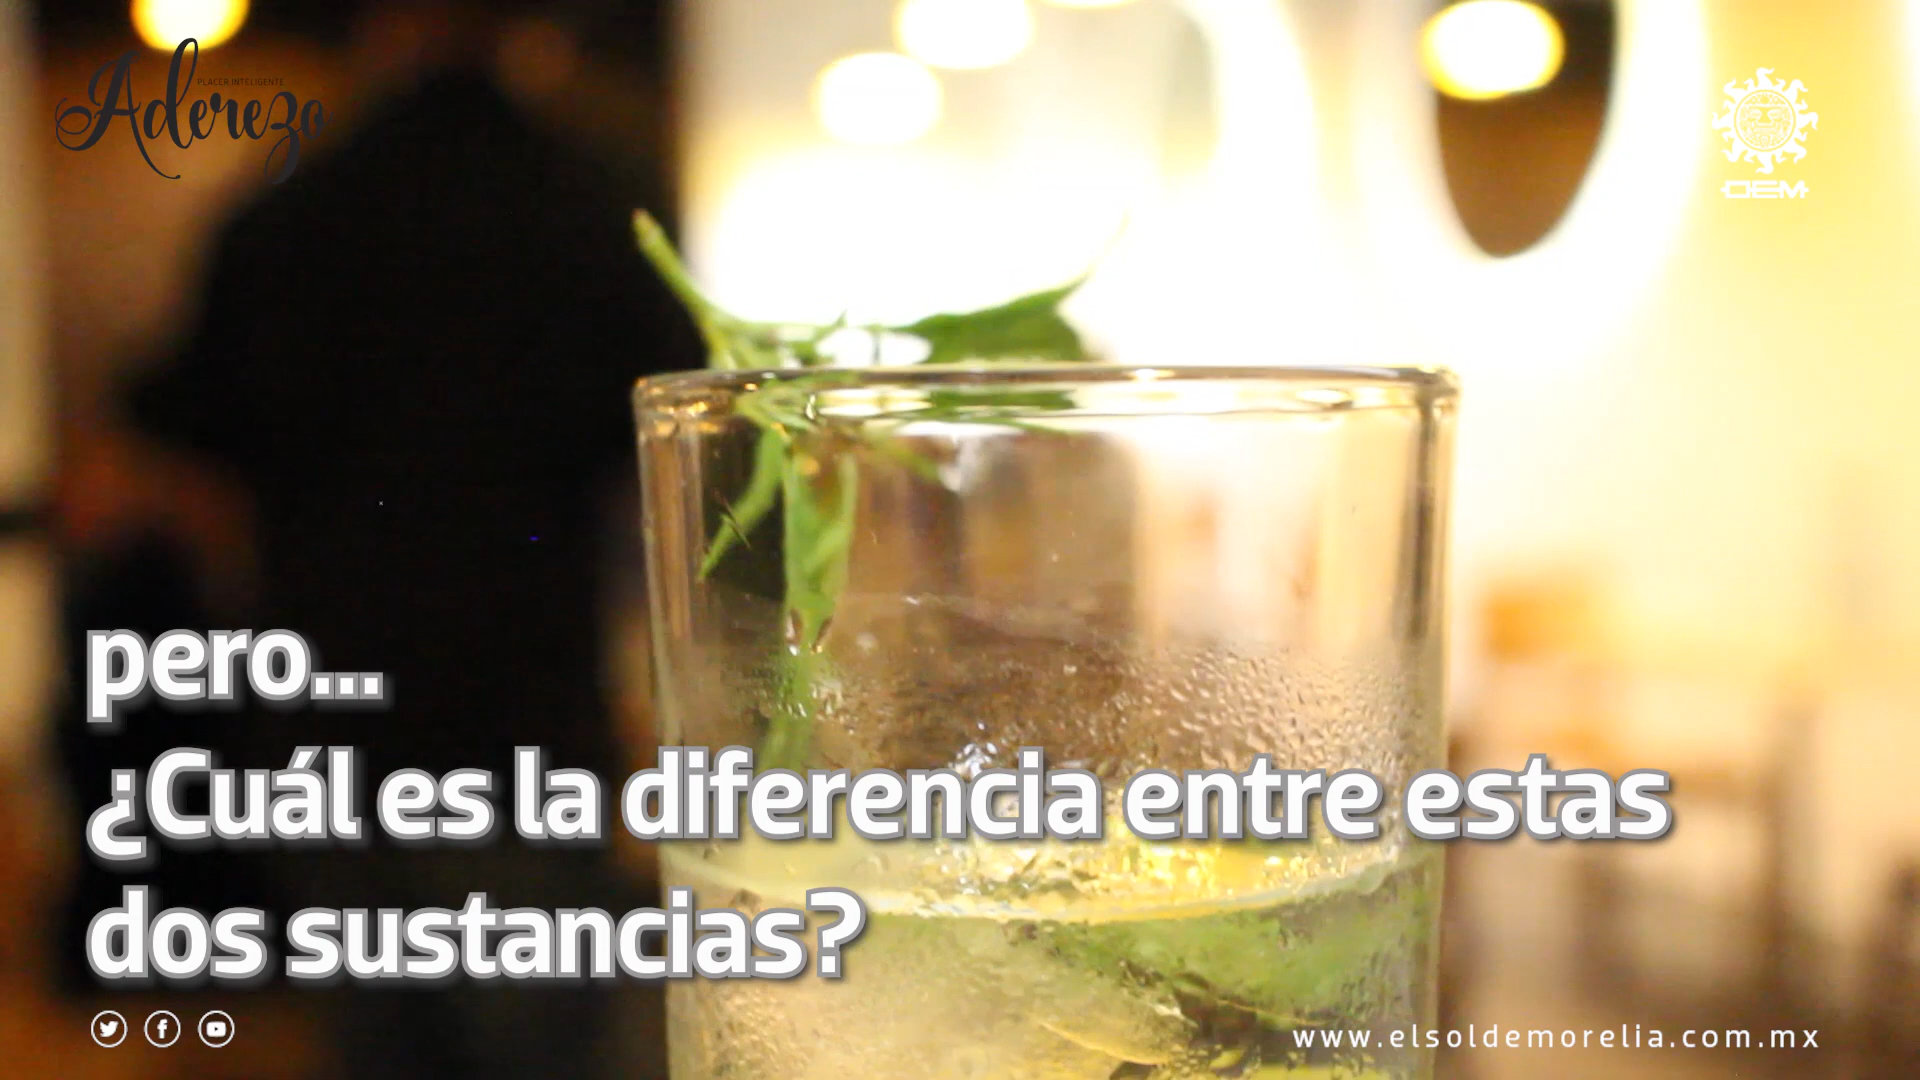 PLACER INTELIGENTE
Aderezo
OEM
pero...
¿Cuál es la diferencia entre estas
dos sustancias?
www.elsoldemorelia.com.mx